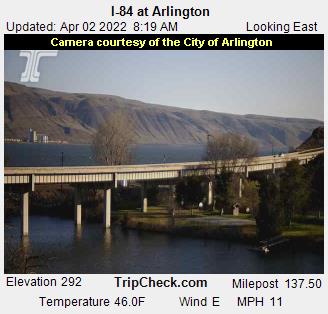 I-84 at Arlington
Updated: Apr 02 2022 8:19 AM Looking East
Camera courtesy of the City of Arlington
Elevation 292 TripCheck.com Milepost 137.50
Temperature 46.0F Wind E MPH 11